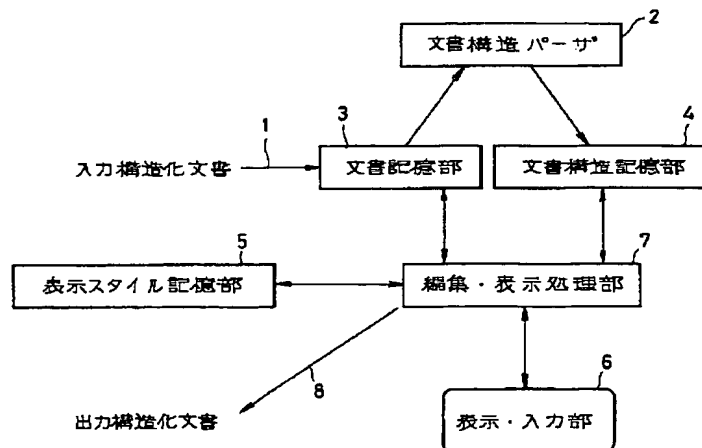 2
文書構造パーサ
1
3
4
入力構造化文書
文書記憶部
文書構造記憶部
5
7
表示スタイル記憶部
編集・表示処理部
8
6
出力構造化文書
表示・入力部